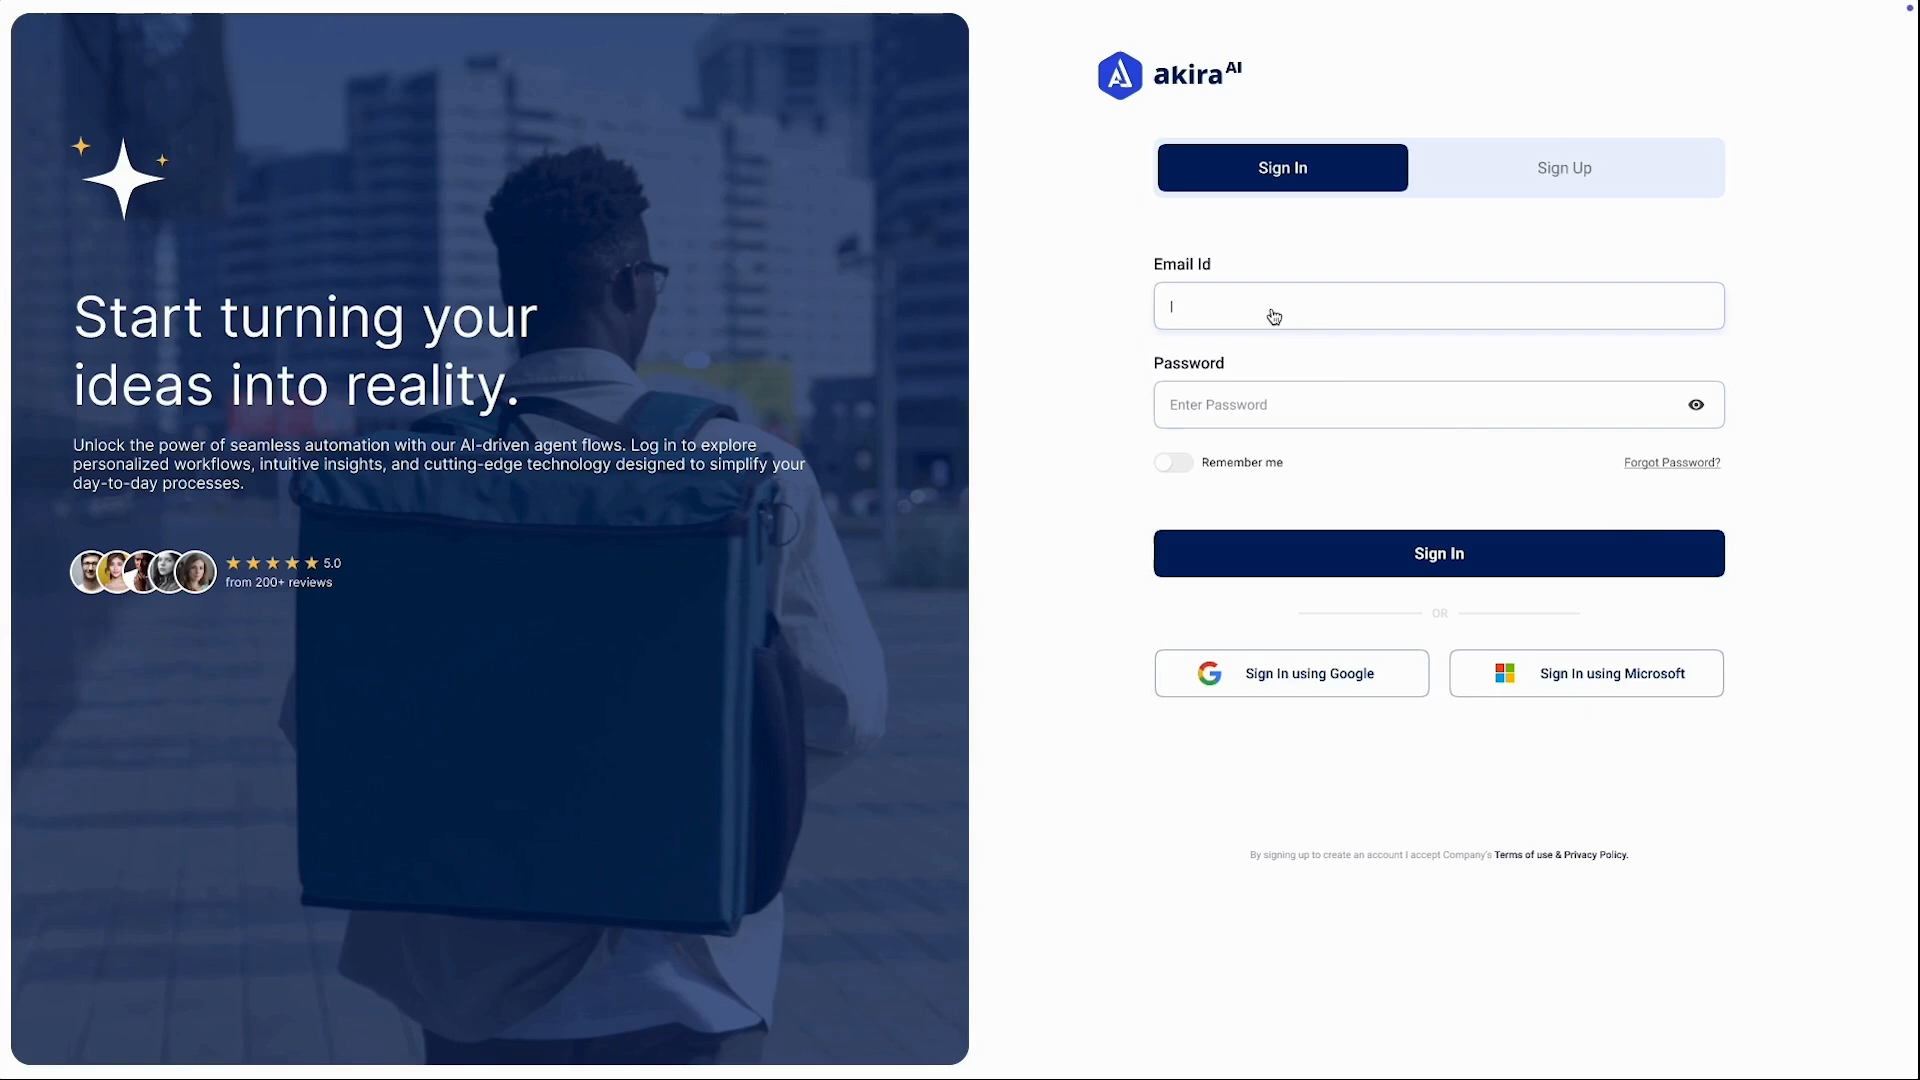 Start turning your
ideas into reality.
Unlock the power of seamless automation with our AI-driven agent flows. Log in to explore
personalized workflows, intuitive insights, and cutting-edge technology designed to simplify your
day-to-day processes.
5.0
from 200+ reviews
akira AI
Sign In Sign Up
Email Id
Password
Enter Password
Remember me Forgot Password?
Sign In
OR
Sign In using Google Sign In using Microsoft
By signing up to create an account I accept Company's Terms of use & Privacy Policy.